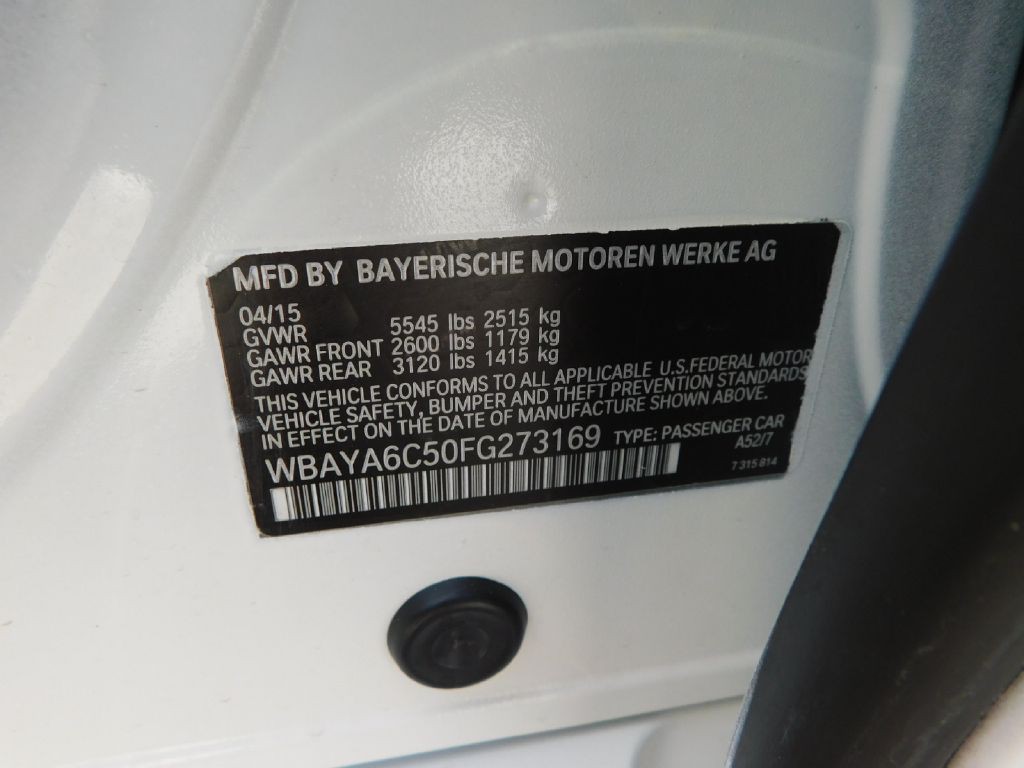 MFD BY BAYERISCHE MOTOREN WERKE AG
04/15
GVWR 5545 lbs 2515 kg
GAWR FRONT 2600 lbs 1179 kg
GAWR REAR 3120 lbs 1415 kg
THIS VEHICLE CONFORMS TO ALL APPLICABLE U.S.FEDERAL MOTOR
VEHICLE SAFETY, BUMPER AND THEFT PREVENTION STANDARDS
IN EFFECT ON THE DATE OF MANUFACTURE SHOWN ABOVE.
WBAYA6C50FG273169 TYPE: PASSENGER CAR
A52/7
7 315 814